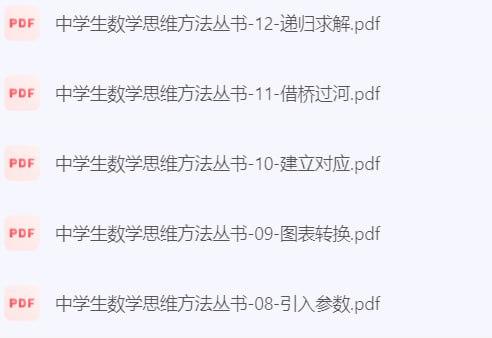 PDF 中学生数学思维方法丛书-12-递归求解.pdf
PDF 中学生数学思维方法丛书-11-借桥过河.pdf
PDF 中学生数学思维方法丛书-10-建立对应.pdf
PDF 中学生数学思维方法丛书-09-图表转换.pdf
PDF 中学生数学思维方法丛书-08-引入参数.pdf